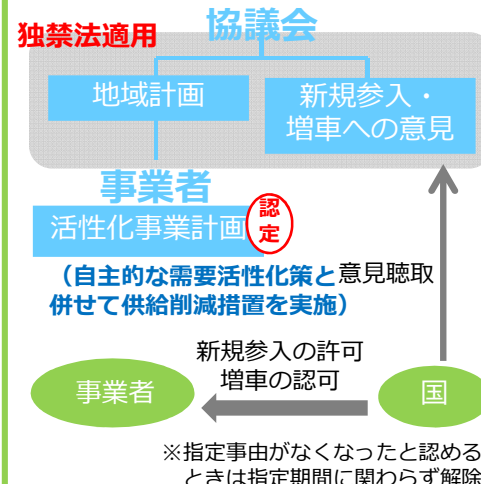 独禁法適用
協議会
地域計画
新規参入・
増車への意見
事業者
活性化事業計画
認
定
（自主的な需要活性化策と
併せて供給削減措置を実施）
意見聴取
新規参入の許可
増車の認可
事業者
国
※指定事由がなくなったと認める
ときは指定期間に関わらず解除